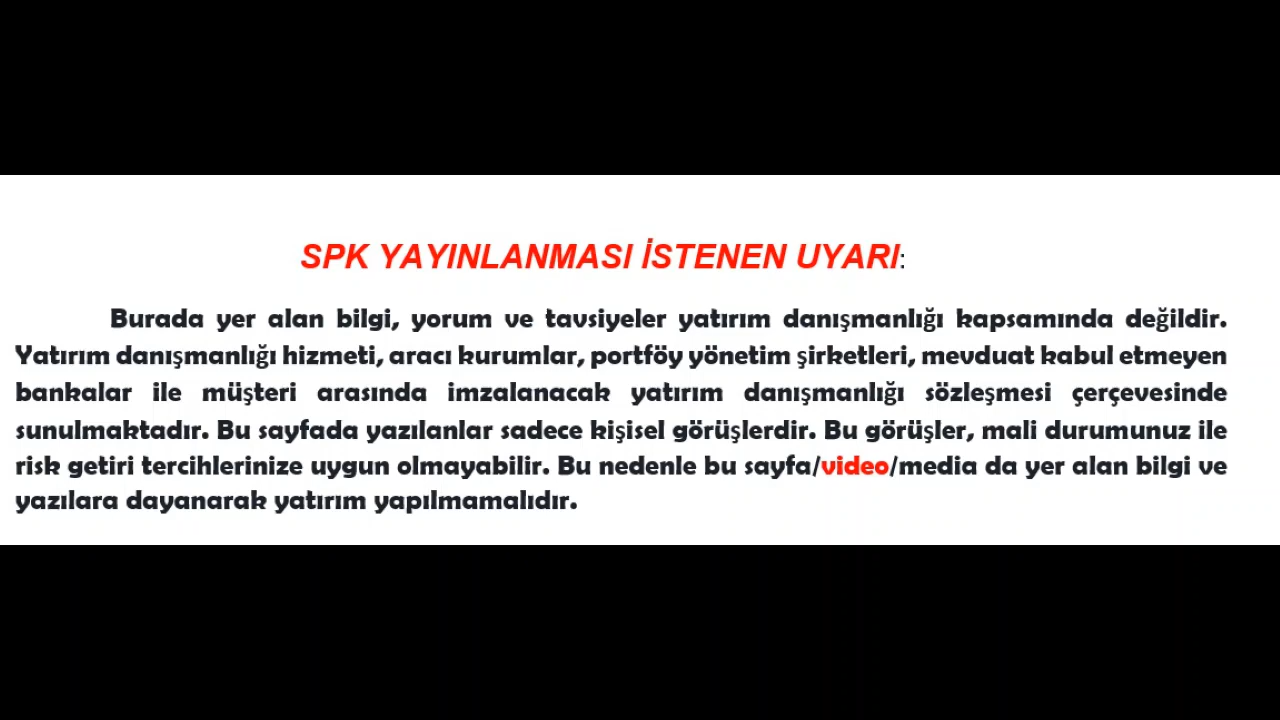 SPK YAYINLANMASI İSTENEN UYARI:
Burada yer alan bilgi, yorum ve tavsiyeler yatırım danışmanlığı kapsamında değildir.
Yatırım danışmanlığı hizmeti, aracı kurumlar, portföy yönetim şirketleri, mevduat kabul etmeyen
bankalar ile müşteri arasında imzalanacak yatırım danışmanlığı sözleşmesi çerçevesinde
sunulmaktadır. Bu sayfada yazılanlar sadece kişisel görüşlerdir. Bu görüşler, mali durumunuz ile
risk getiri tercihlerinize uygun olmayabilir. Bu nedenle bu sayfa/video/media da yer alan bilgi ve
yazılara dayanarak yatırım yapılmamalıdır.